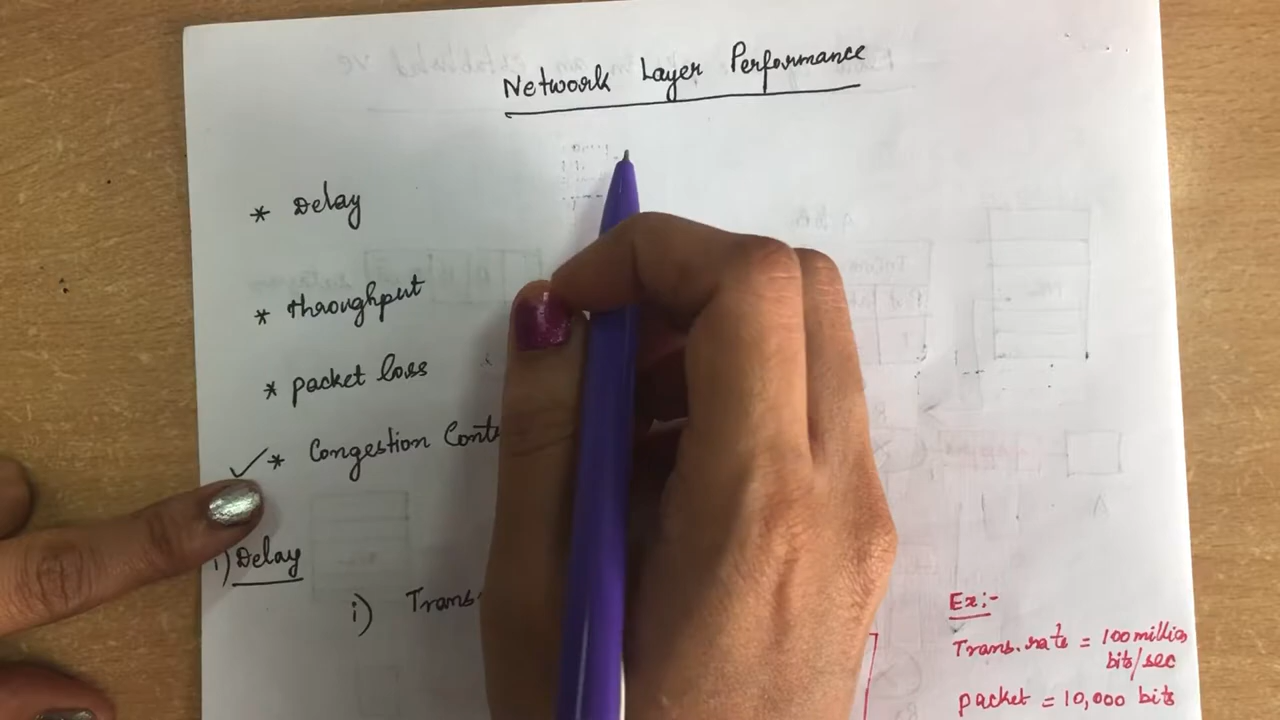 Network Layer Performance
* Delay
* throughput
* packet loss
* Congestion Cont
i) Delay
i) Trans
Ex:-
Trans. rate = 100 million
bits/sec
packet = 10,000 bits